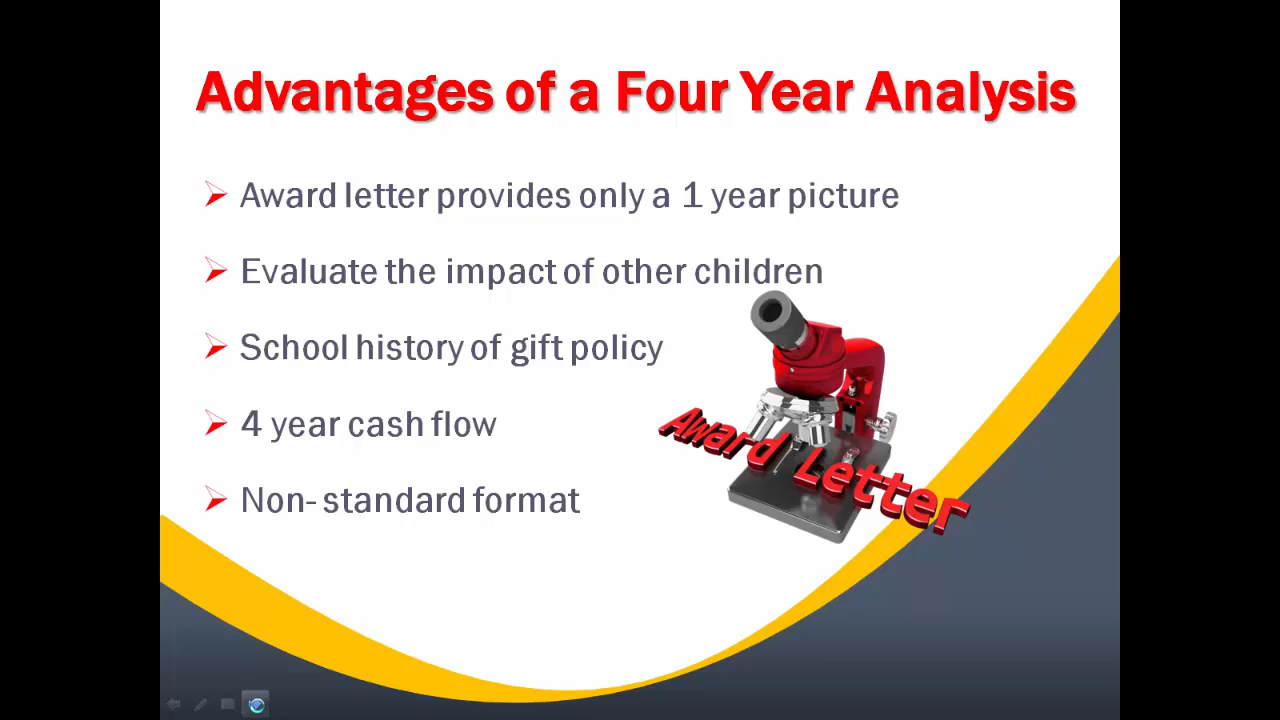 Advantages of a Four Year Analysis
Award letter provides only a 1 year picture
Evaluate the impact of other children
School history of gift policy
4 year cash flow
Non- standard format
Award Letter